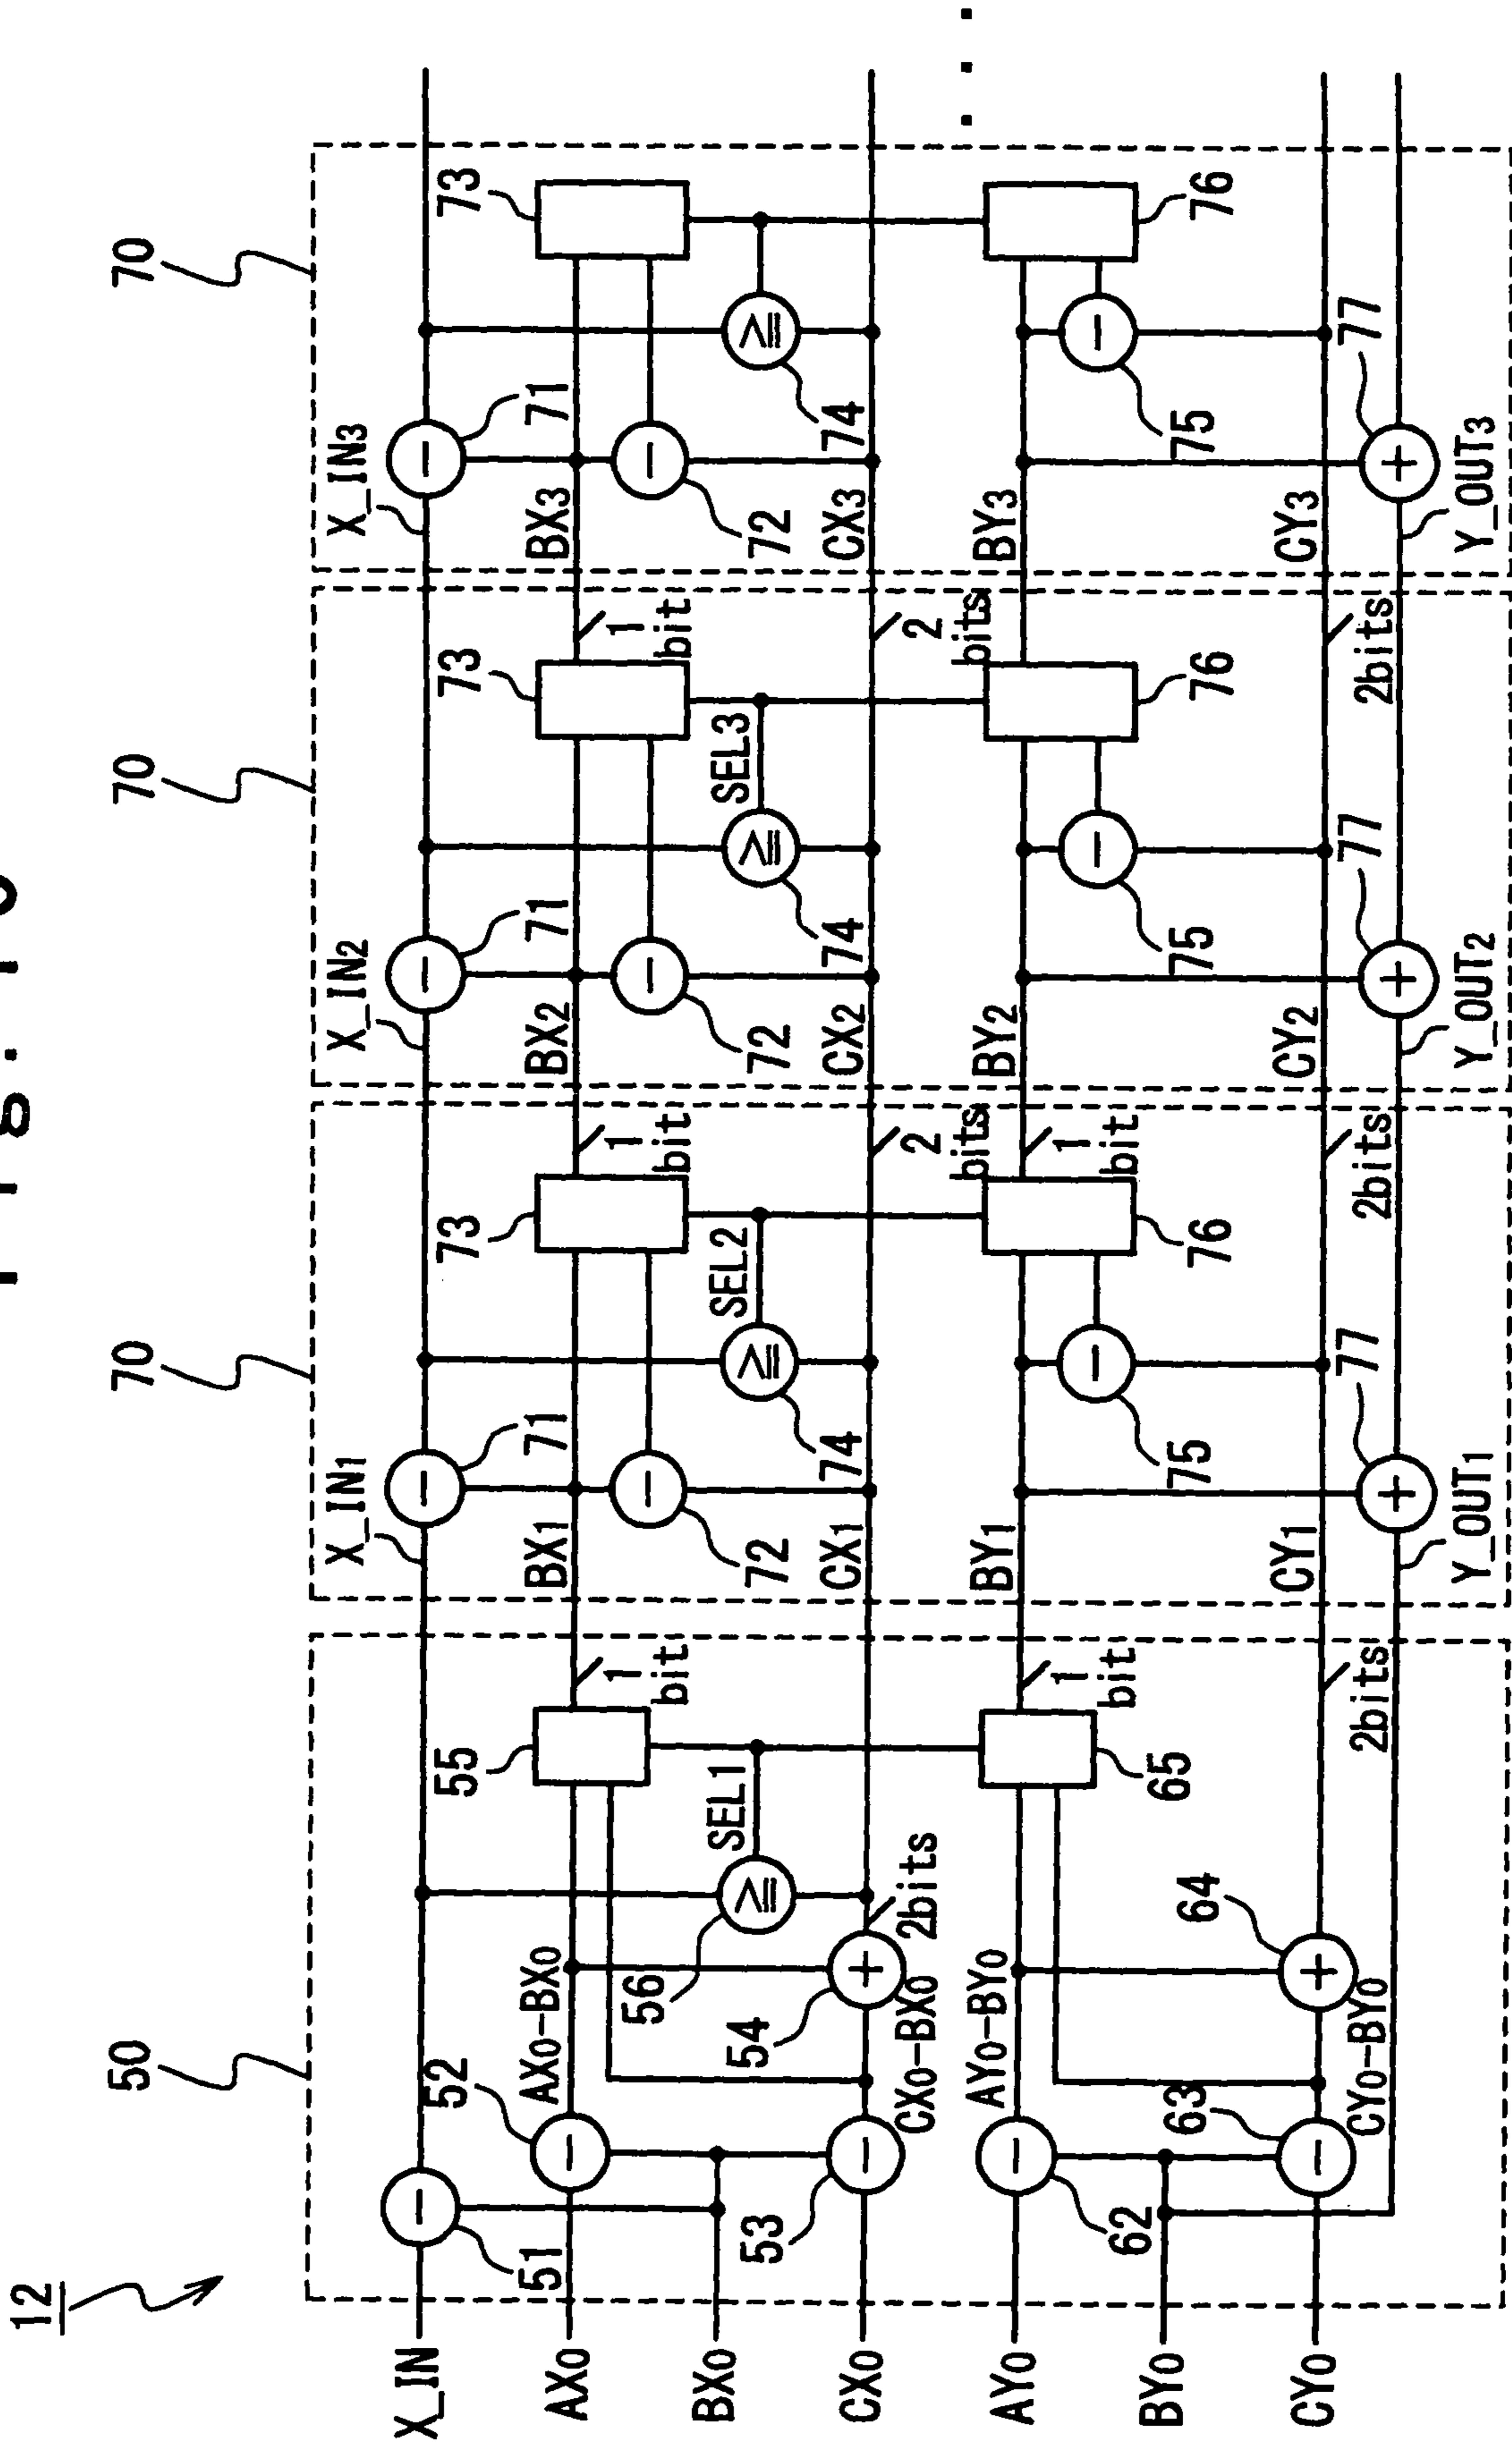 12
50
70
70
70
X_IN
51
X_IN1
71
X_IN2
71
X_IN3
71
AX0
52
AX0-BX0
55
1
bit
BX1
73
1
bit
BX2
73
1
bit
BX3
73
BX0
56
SEL1
72
74
SEL2
72
74
SEL3
72
74
CX0
53
54
CX0-BX0
2bits
CX1
2
bits
CX2
2
bits
CX3
AY0
62
AY0-BY0
65
1
bit
BY1
75
76
1
bit
BY2
75
76
BY3
75
76
BY0
63
64
CY0
CY0-BY0
2bits
CY1
77
2bits
CY2
77
2bits
CY3
77
Y_OUT1
Y_OUT2
Y_OUT3